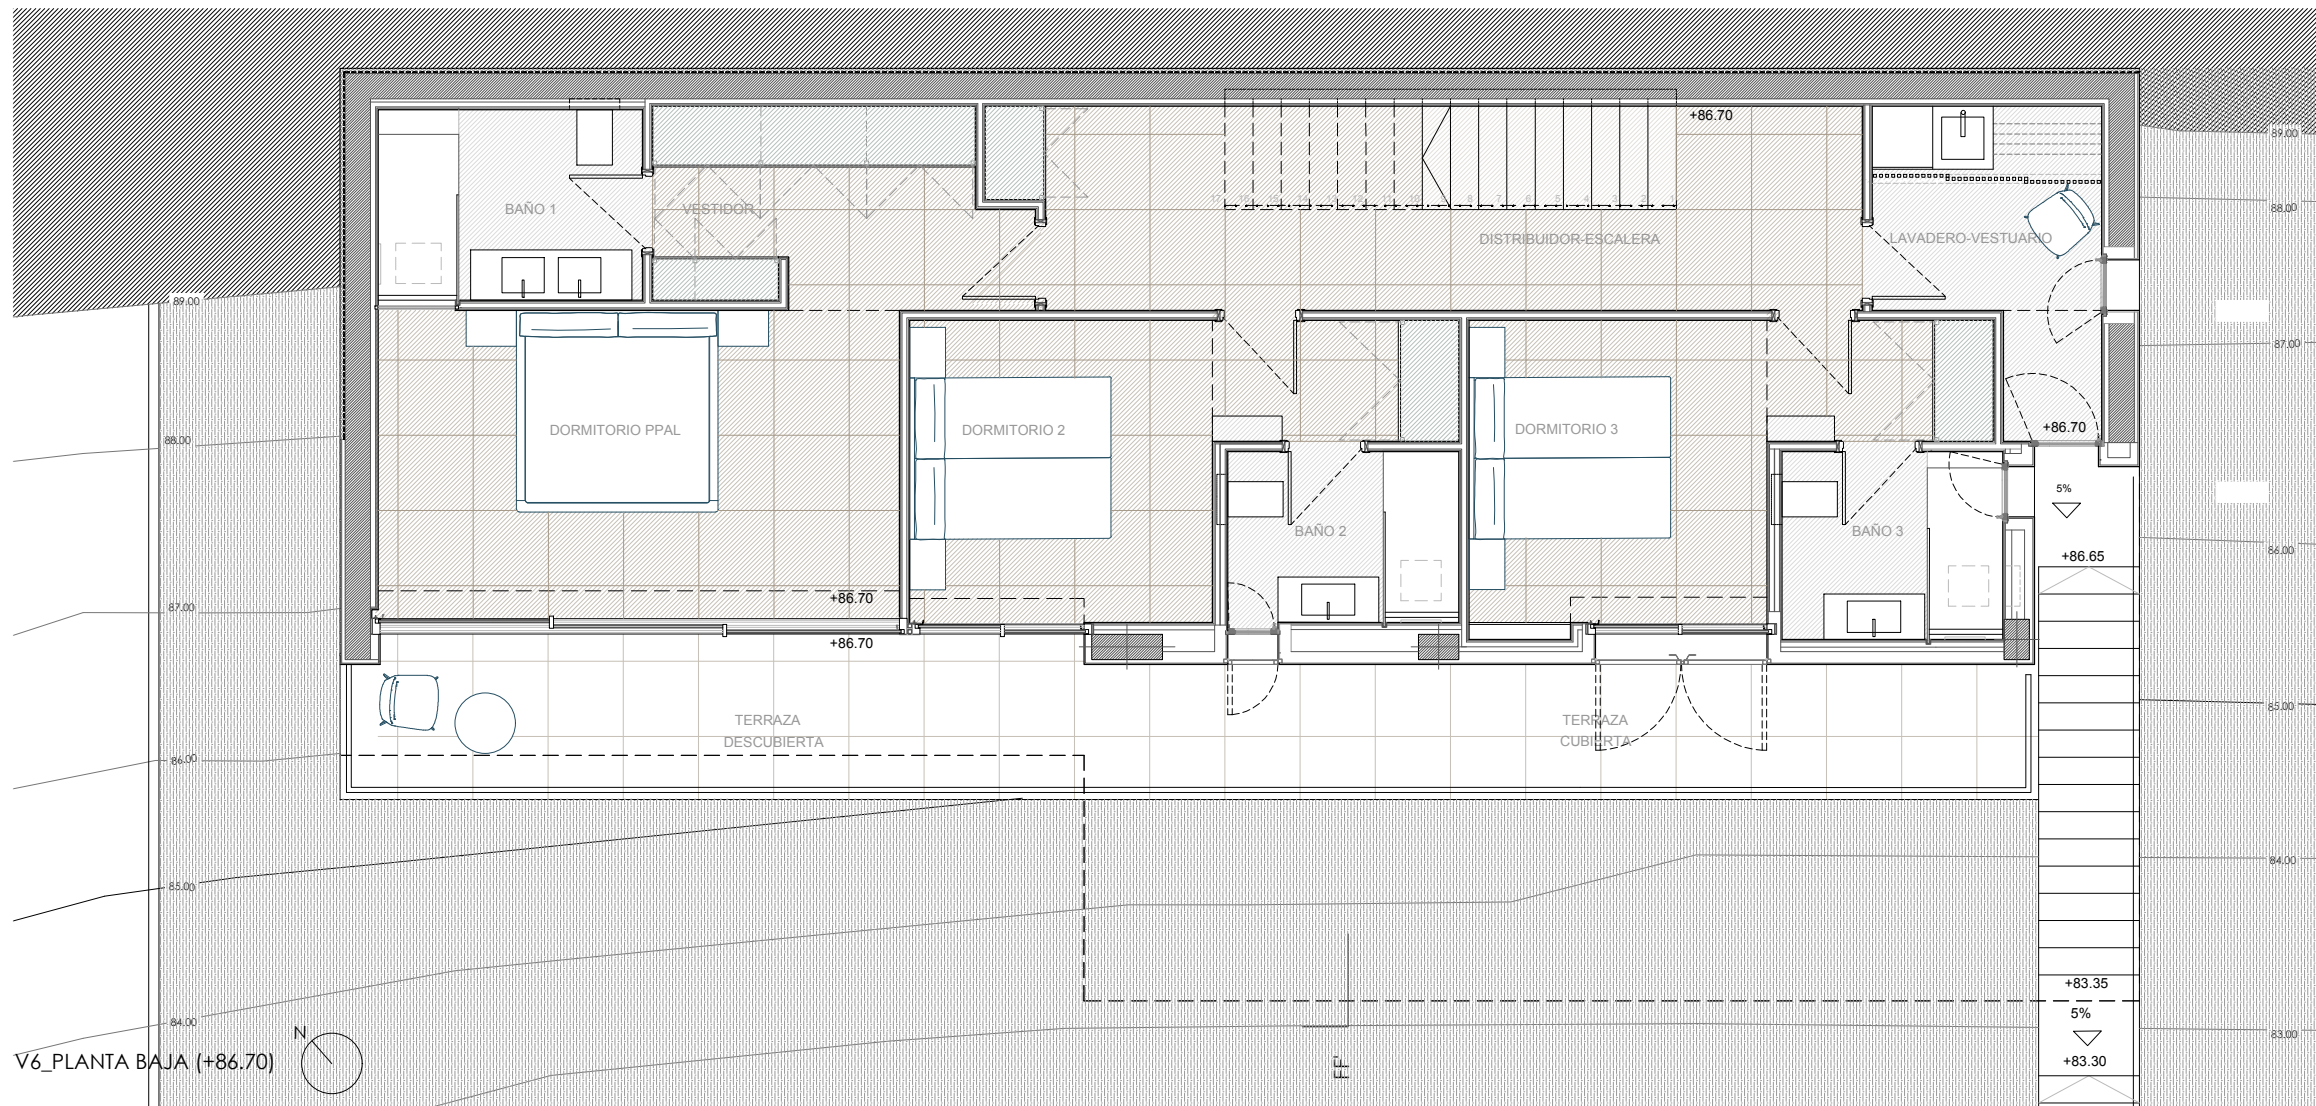 +86.70
89.00
88.00
BAÑO 1
VESTIDOR
17
DISTRIBUIDOR-ESCALERA
LAVADERO-VESTUARIO
89.00
87.00
DORMITORIO PPAL
DORMITORIO 2
DORMITORIO 3
+86.70
88.00
5%
BAÑO 2
BAÑO 3
+86.65
86.00
+86.70
87.00
+86.70
TERRAZA
DESCUBIERTA
TERRAZA
CUBIERTA
85.00
86.00
84.00
85.00
+83.35
5%
84.00
N
83.00
V6_PLANTA BAJA (+86.70)
FF'
+83.30